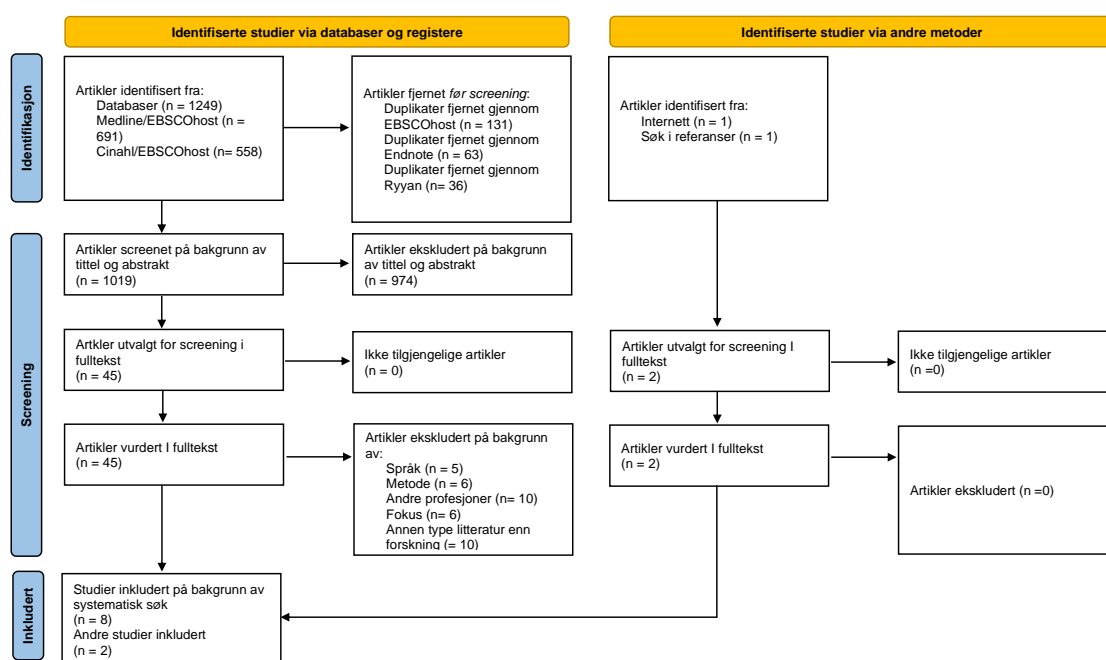 Identifiserte studier via databaser og registere
Identifiserte studier via andre metoder
Identifikasjon
Artikler identifisert fra:
Databaser (n = 1249)
Medline/EBSCOhost (n =
691)
Cinahl/EBSCOhost (n= 558)
Artikler fjernet før screening:
Duplikater fjernet gjennom
EBSCOhost (n = 131)
Duplikater fjernet gjennom
Endnote (n = 63)
Duplikater fjernet gjennom
Ryyan (n= 36)
Artikler identifisert fra:
Internett (n = 1)
Søk i referanser (n = 1)
Screening
Artikler screenet på bakgrunn av
tittel og abstrakt
(n = 1019)
Artikler ekskludert på bakgrunn
av tittel og abstrakt
(n = 974)
Artkler utvalgt for screening i
fulltekst
(n = 45)
Ikke tilgjengelige artikler
(n = 0)
Artikler utvalgt for screening I
fulltekst
(n = 2)
Ikke tilgjengelige artikler
(n =0)
Artikler vurdert I fulltekst
(n = 45)
Artikler ekskludert på bakgrunn
av:
Språk (n = 5)
Metode (n = 6)
Andre profesjoner (n= 10)
Fokus (n= 6)
Annen type litteratur enn
forskning (= 10)
Artikler vurdert I fulltekst
(n = 2)
Artikler ekskludert (n =0)
Inkludert
Studier inkludert på bakgrunn av
systematisk søk
(n = 8)
Andre studier inkludert
(n = 2)